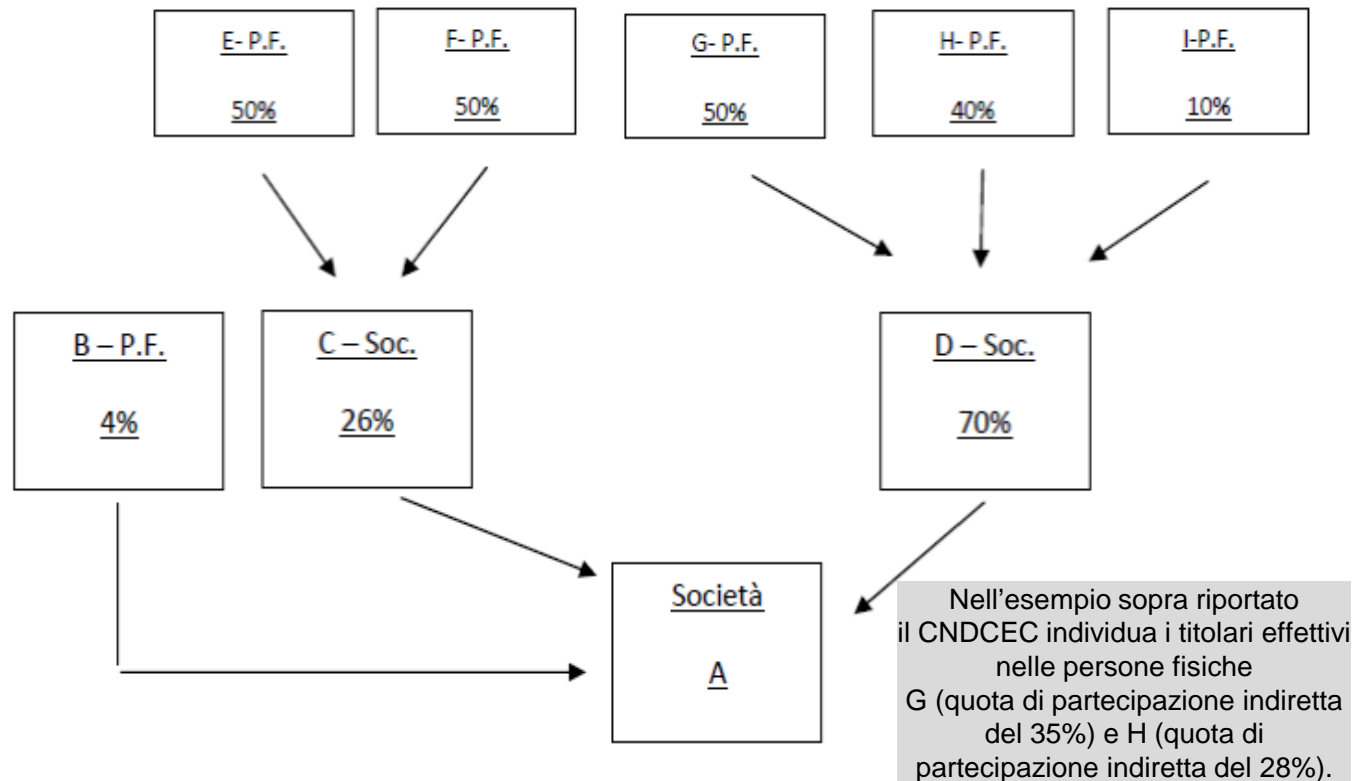 E- P.F.
50%
F- P.F.
50%
G- P.F.
50%
H- P.F.
40%
I-P.F.
10%
B – P.F.
4%
C – Soc.
26%
D – Soc.
70%
Società
A
Nell'esempio sopra riportato
il CNDCEC individua i titolari effettivi
nelle persone fisiche
G (quota di partecipazione indiretta
del 35%) e H (quota di
partecipazione indiretta del 28%).